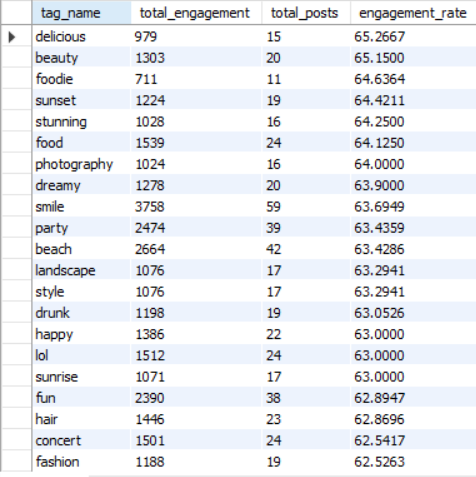 tag_name total_engagement total_posts engagement_rate
delicious 979 15 65.2667
beauty 1303 20 65.1500
foodie 711 11 64.6364
sunset 1224 19 64.4211
stunning 1028 16 64.2500
food 1539 24 64.1250
photography 1024 16 64.0000
dreamy 1278 20 63.9000
smile 3758 59 63.6949
party 2474 39 63.4359
beach 2664 42 63.4286
landscape 1076 17 63.2941
style 1076 17 63.2941
drunk 1198 19 63.0526
happy 1386 22 63.0000
lol 1512 24 63.0000
sunrise 1071 17 63.0000
fun 2390 38 62.8947
hair 1446 23 62.8696
concert 1501 24 62.5417
fashion 1188 19 62.5263